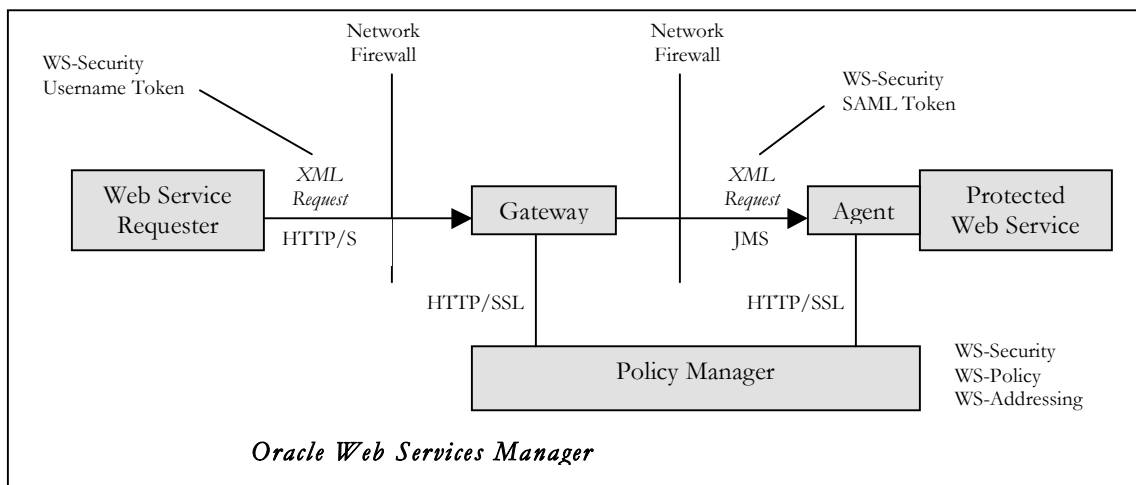 Network
Firewall
Network
Firewall
WS-Security
Username Token
WS-Security
SAML Token
Web Service
Requester
XML
Request
HTTP/S
Gateway
XML
Request
JMS
Agent
Protected
Web Service
HTTP/SSL
HTTP/SSL
Policy Manager
WS-Security
WS-Policy
WS-Addressing
Oracle Web Services Manager